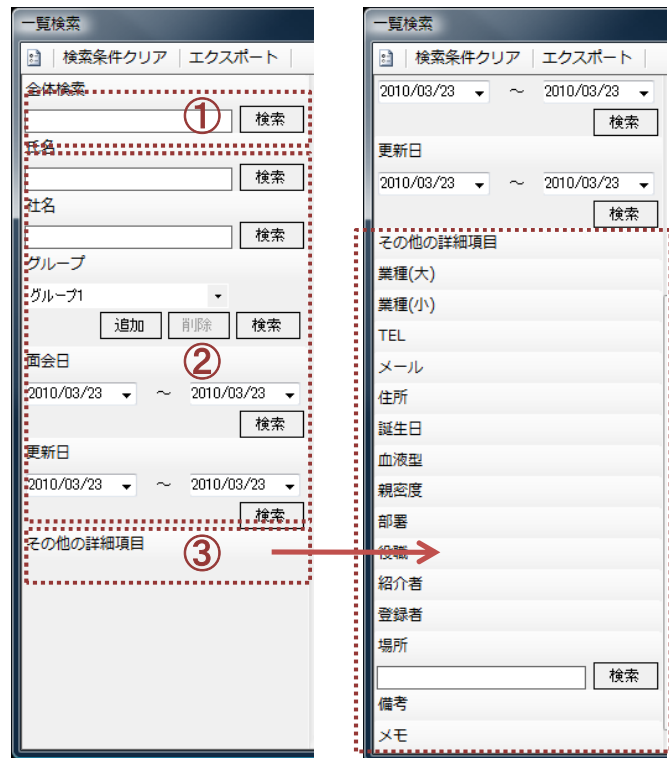 一覧検索
検索条件クリア エクスポート
全体検索
① 検索
氏名
検索
社名
検索
グループ
グループ1
追加 削除 検索
②
面会日
2010/03/23 ～ 2010/03/23
検索
更新日
2010/03/23 ～ 2010/03/23
検索
その他の詳細項目 ③
一覧検索
検索条件クリア エクスポート
2010/03/23 ～ 2010/03/23
検索
更新日
2010/03/23 ～ 2010/03/23
検索
その他の詳細項目
業種(大)
業種(小)
TEL
メール
住所
誕生日
血液型
親密度
部署
役職
紹介者
登録者
場所
検索
備考
メモ